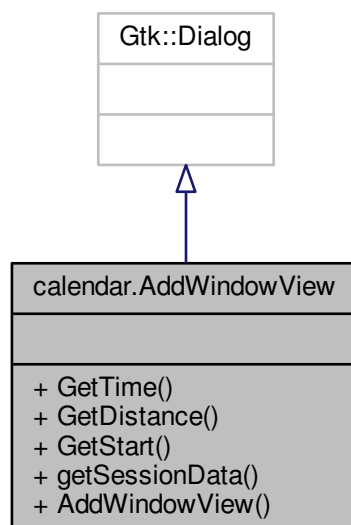 Gtk::Dialog
calendar.AddWindowView
+ GetTime()
+ GetDistance()
+ GetStart()
+ getSessionData()
+ AddWindowView()